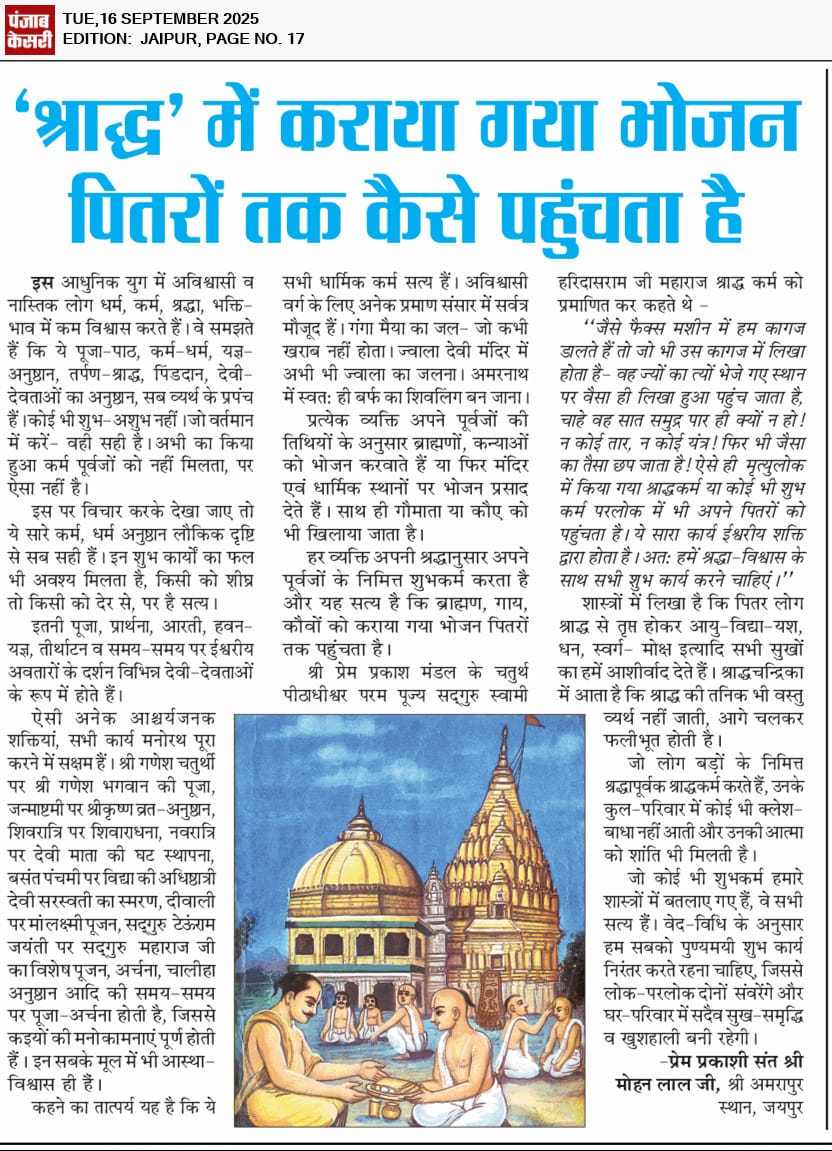 पंजाब
केसरी
TUE,16 SEPTEMBER 2025
EDITION: JAIPUR, PAGE NO. 17
‘श्राद्ध’ में कराया गया भोजन
पितरों तक कैसे पहुंचता है
इस आधुनिक युग में अविश्वासी व
नास्तिक लोग धर्म, कर्म, श्रद्धा, भक्ति-
भाव में कम विश्वास करते हैं। वे समझते
हैं कि ये पूजा-पाठ, कर्म-धर्म, यज्ञ-
अनुष्ठान, तर्पण-श्राद्ध, पिंडदान, देवी-
देवताओं का अनुष्ठान, सब व्यर्थ के प्रपंच
हैं। कोई भी शुभ-अशुभ नहीं। जो वर्तमान
में करें- वही सही है। अभी का किया
हुआ कर्म पूर्वजों को नहीं मिलता, पर
ऐसा नहीं है।
इस पर विचार करके देखा जाए तो
ये सारे कर्म, धर्म अनुष्ठान लौकिक दृष्टि
से सब सही हैं। इन शुभ कार्यों का फल
भी अवश्य मिलता है, किसी को शीघ्र
तो किसी को देर से, पर है सत्य।
इतनी पूजा, प्रार्थना, आरती, हवन-
यज्ञ, तीर्थाटन व समय-समय पर ईश्वरीय
अवतारों के दर्शन विभिन्न देवी-देवताओं
के रूप में होते हैं।
ऐसी अनेक आश्चर्यजनक
शक्तियां, सभी कार्य मनोरथ पूरा
करने में सक्षम हैं। श्री गणेश चतुर्थी
पर श्री गणेश भगवान की पूजा,
जन्माष्टमी पर श्रीकृष्ण व्रत-अनुष्ठान,
शिवरात्रि पर शिवाराधना, नवरात्रि
पर देवी माता की घट स्थापना,
बसंत पंचमी पर विद्या की अधिष्ठात्री
देवी सरस्वती का स्मरण, दीवाली
पर मां लक्ष्मी पूजन, सद्‌गुरु टेऊंराम
जयंती पर सद्‌गुरु महाराज जी
का विशेष पूजन, अर्चना, चालीहा
अनुष्ठान आदि की समय-समय
पर पूजा-अर्चना होती है, जिससे
कइयों की मनोकामनाएं पूर्ण होती
हैं। इन सबके मूल में भी आस्था-
विश्वास ही हैं।
कहने का तात्पर्य यह है कि ये
सभी धार्मिक कर्म सत्य हैं। अविश्वासी
वर्ग के लिए अनेक प्रमाण संसार में सर्वत्र
मौजूद हैं। गंगा मैया का जल- जो कभी
खराब नहीं होता। ज्वाला देवी मंदिर में
अभी भी ज्वाला का जलना। अमरनाथ
में स्वत: ही बर्फ का शिवलिंग बन जाना।
प्रत्येक व्यक्ति अपने पूर्वजों की
तिथियों के अनुसार ब्राह्मणों, कन्याओं
को भोजन करवाते हैं या फिर मंदिर
एवं धार्मिक स्थानों पर भोजन प्रसाद
देते हैं। साथ ही गौमाता या कौए को
भी खिलाया जाता है।
हर व्यक्ति अपनी श्रद्धानुसार अपने
पूर्वजों के निमित्त शुभकर्म करता है
और यह सत्य है कि ब्राह्मण, गाय,
कौवों को कराया गया भोजन पितरों
तक पहुंचता है।
श्री प्रेम प्रकाश मंडल के चतुर्थ
पीठाधीश्वर परम पूज्य सद्‌गुरु स्वामी
हरिदासराम जी महाराज श्राद्ध कर्म को
प्रमाणित कर कहते थे -
‘‘जैसे फैक्स मशीन में हम कागज
डालते हैं तो जो भी उस कागज में लिखा
होता है- वह ज्यों का त्यों भेजे गए स्थान
पर वैसा ही लिखा हुआ पहुंच जाता है,
चाहे वह सात समुद्र पार ही क्यों न हो!
न कोई तार, न कोई यंत्र! फिर भी जैसा
का तैसा छप जाता है! ऐसे ही मृत्युलोक
में किया गया श्राद्धकर्म या कोई भी शुभ
कर्म परलोक में भी अपने पितरों को
पहुंचता है। ये सारा कार्य ईश्वरीय शक्ति
द्वारा होता है। अत: हमें श्रद्धा-विश्वास के
साथ सभी शुभ कार्य करने चाहिएं।’’
शास्त्रों में लिखा है कि पितर लोग
श्राद्ध से तृप्त होकर आयु-विद्या-यश,
धन, स्वर्ग- मोक्ष इत्यादि सभी सुखों
का हमें आशीर्वाद देते हैं। श्राद्धचन्द्रिका
में आता है कि श्राद्ध की तनिक भी वस्तु
व्यर्थ नहीं जाती, आगे चलकर
फलीभूत होती है।
जो लोग बड़ों के निमित्त
श्रद्धापूर्वक श्राद्धकर्म करते हैं, उनके
कुल-परिवार में कोई भी क्लेश-
बाधा नहीं आती और उनकी आत्मा
को शांति भी मिलती है।
जो कोई भी शुभकर्म हमारे
शास्त्रों में बतलाए गए हैं, वे सभी
सत्य हैं। वेद-विधि के अनुसार
हम सबको पुण्यमयी शुभ कार्य
निरंतर करते रहना चाहिए, जिससे
लोक-परलोक दोनों संवरेंगे और
घर-परिवार में सदैव सुख-समृद्धि
व खुशहाली बनी रहेगी।
-प्रेम प्रकाशी संत श्री
मोहन लाल जी, श्री अमरापुर
स्थान, जयपुर